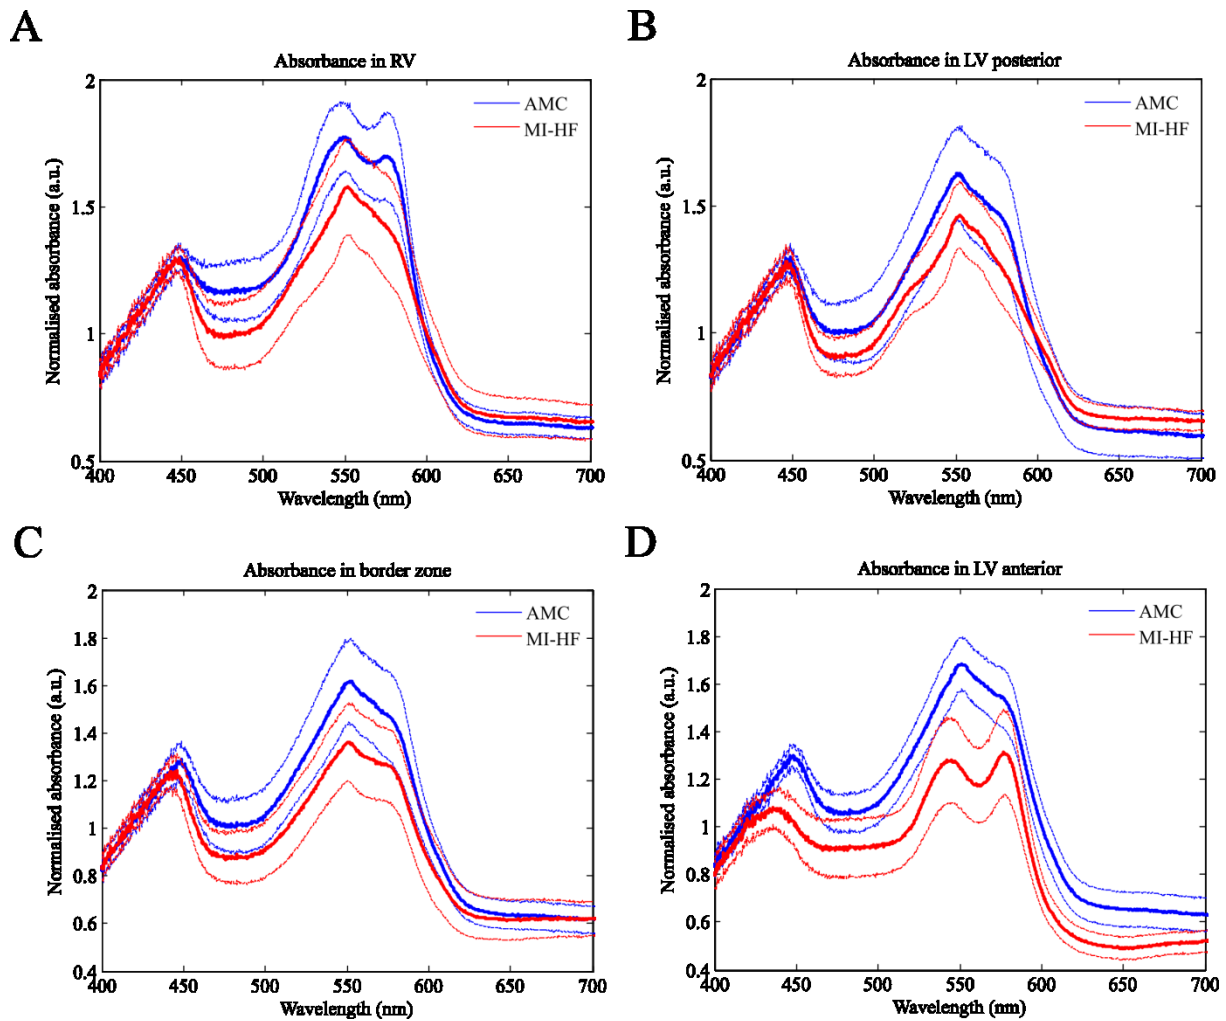 A
Absorbance in RV
2
1.5
1
0.5
Normalised absorbance (a.u.)
AMC
MI-HF
400 450 500 550 600 650 700
Wavelength (nm)
B
Absorbance in LV posterior
2
1.5
1
0.5
Normalised absorbance (a.u.)
AMC
MI-HF
400 450 500 550 600 650 700
Wavelength (nm)
C
Absorbance in border zone
2
1.8
1.6
1.4
1.2
1
0.8
0.6
0.4
Normalised absorbance (a.u.)
AMC
MI-HF
400 450 500 550 600 650 700
Wavelength (nm)
D
Absorbance in LV anterior
2
1.8
1.6
1.4
1.2
1
0.8
0.6
0.4
Normalised absorbance (a.u.)
AMC
MI-HF
400 450 500 550 600 650 700
Wavelength (nm)